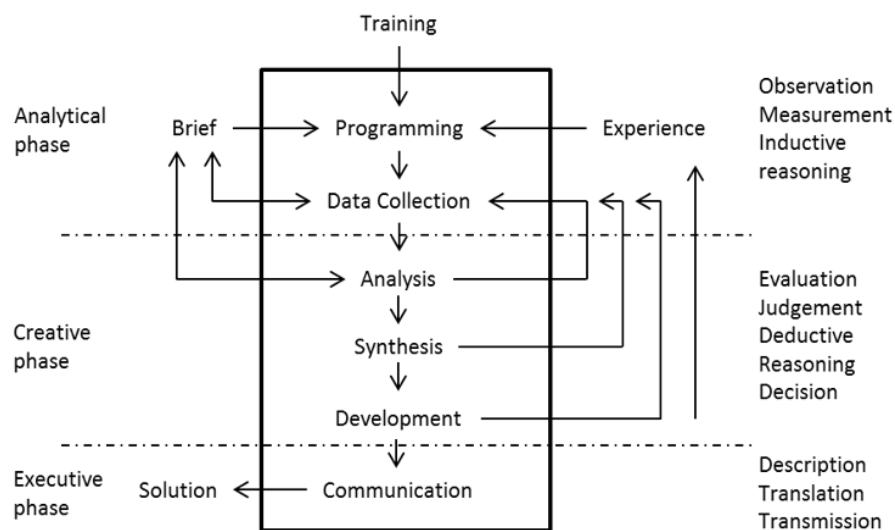 Training
Analytical
phase
Brief
Programming
Experience
Observation
Measurement
Inductive
reasoning
Data Collection
Creative
phase
Analysis
Synthesis
Development
Evaluation
Judgement
Deductive
Reasoning
Decision
Executive
phase
Solution
Communication
Description
Translation
Transmission